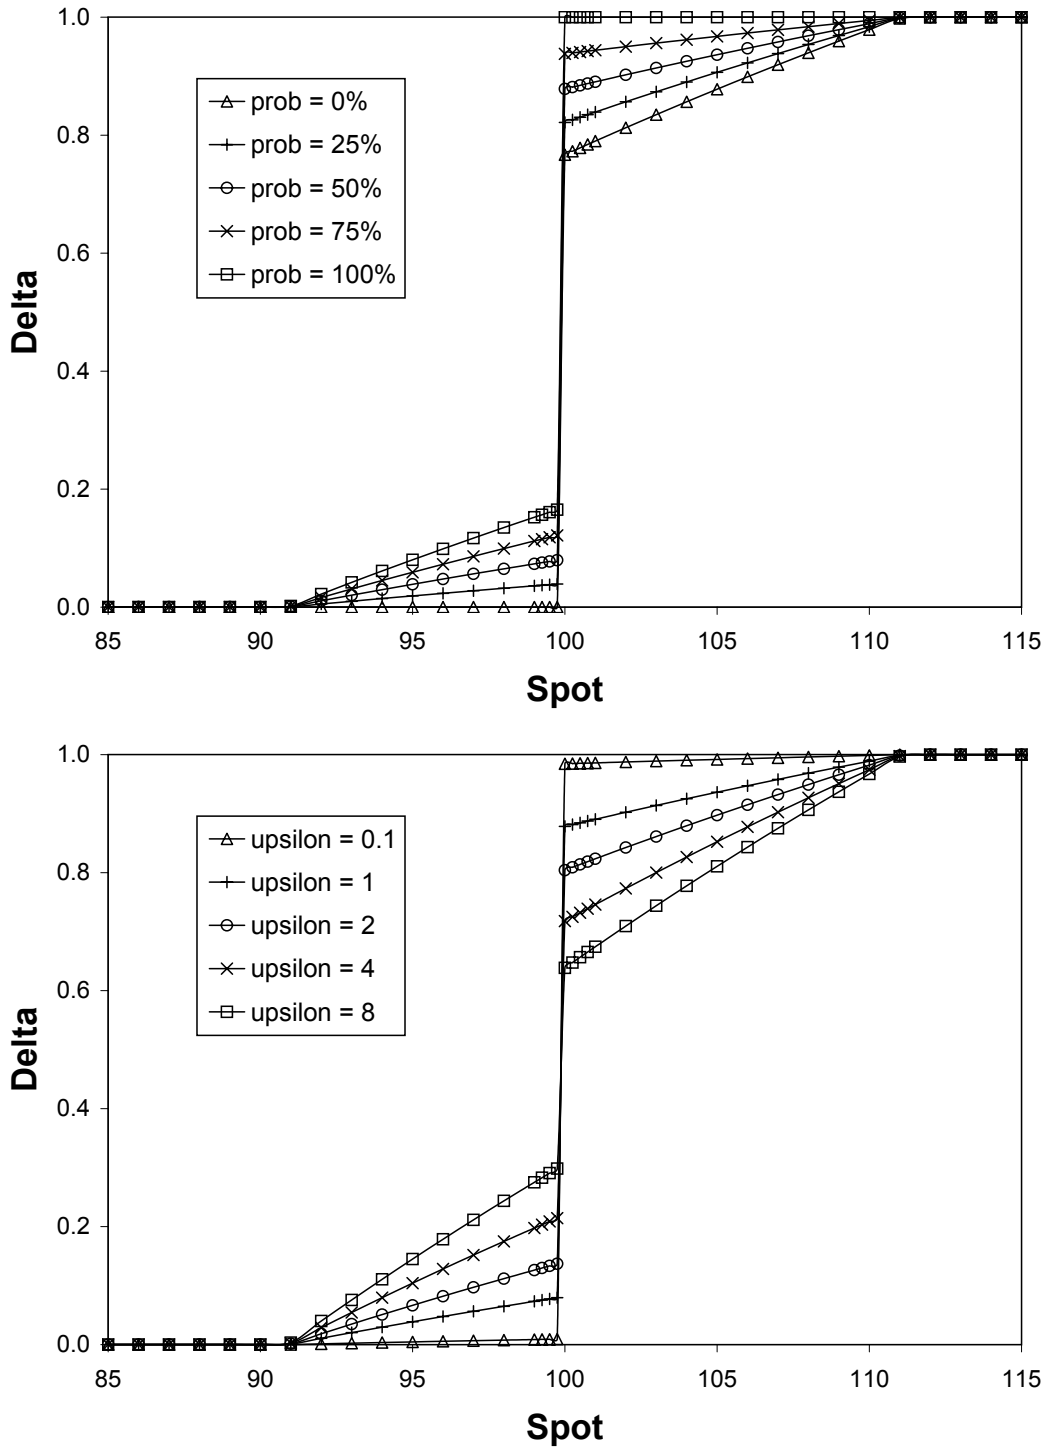 1.0
0.8
0.6
0.4
0.2
0.0
Delta
prob = 0%
prob = 25%
prob = 50%
prob = 75%
prob = 100%
85 90 95 100 105 110 115
Spot
1.0
0.8
0.6
0.4
0.2
0.0
Delta
upsilon = 0.1
upsilon = 1
upsilon = 2
upsilon = 4
upsilon = 8
85 90 95 100 105 110 115
Spot